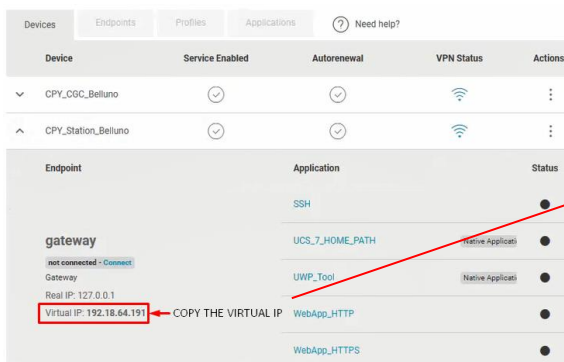 Devices Endpoints Profiles Applications ? Need help?
Device Service Enabled Autorenewal VPN Status Actions
CPY_CGC_Belluno
CPY_Station_Belluno
Endpoint Application Status
SSH
gateway UCS_7_HOME_PATH Native Applicati
not connected - Connect
Gateway UWP_Tool Native Applicati
Real IP: 127.0.0.1
Virtual IP: 192.18.64.191 COPY THE VIRTUAL IP WebApp_HTTP
WebApp_HTTPS